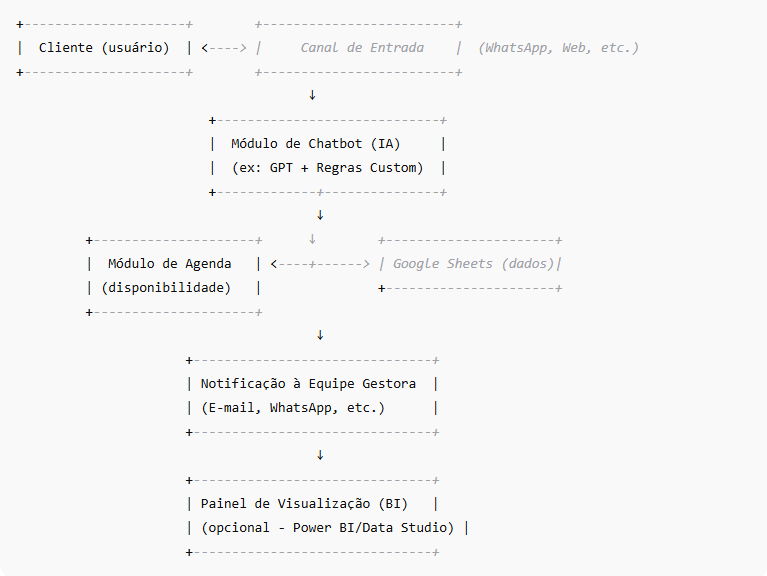 +---------------------+        +-------------------------+
|  Cliente (usuário)  | <----> |     Canal de Entrada    |  (WhatsApp, Web, etc.)
+---------------------+        +-------------------------+
↓
+-----------------------------+
|  Módulo de Chatbot (IA)     |
|  (ex: GPT + Regras Custom)  |
+-------------+---------------+
↓
+---------------------+      ↓        +----------------------+
|  Módulo de Agenda   | <----+------> | Google Sheets (dados)|
| (disponibilidade)   |               +----------------------+
+---------------------+
↓
+-------------------------------+
| Notificação à Equipe Gestora  |
| (E-mail, WhatsApp, etc.)      |
+-------------------------------+
↓
+-------------------------------+
| Painel de Visualização (BI)   |
| (opcional - Power BI/Data Studio) |
+-------------------------------+